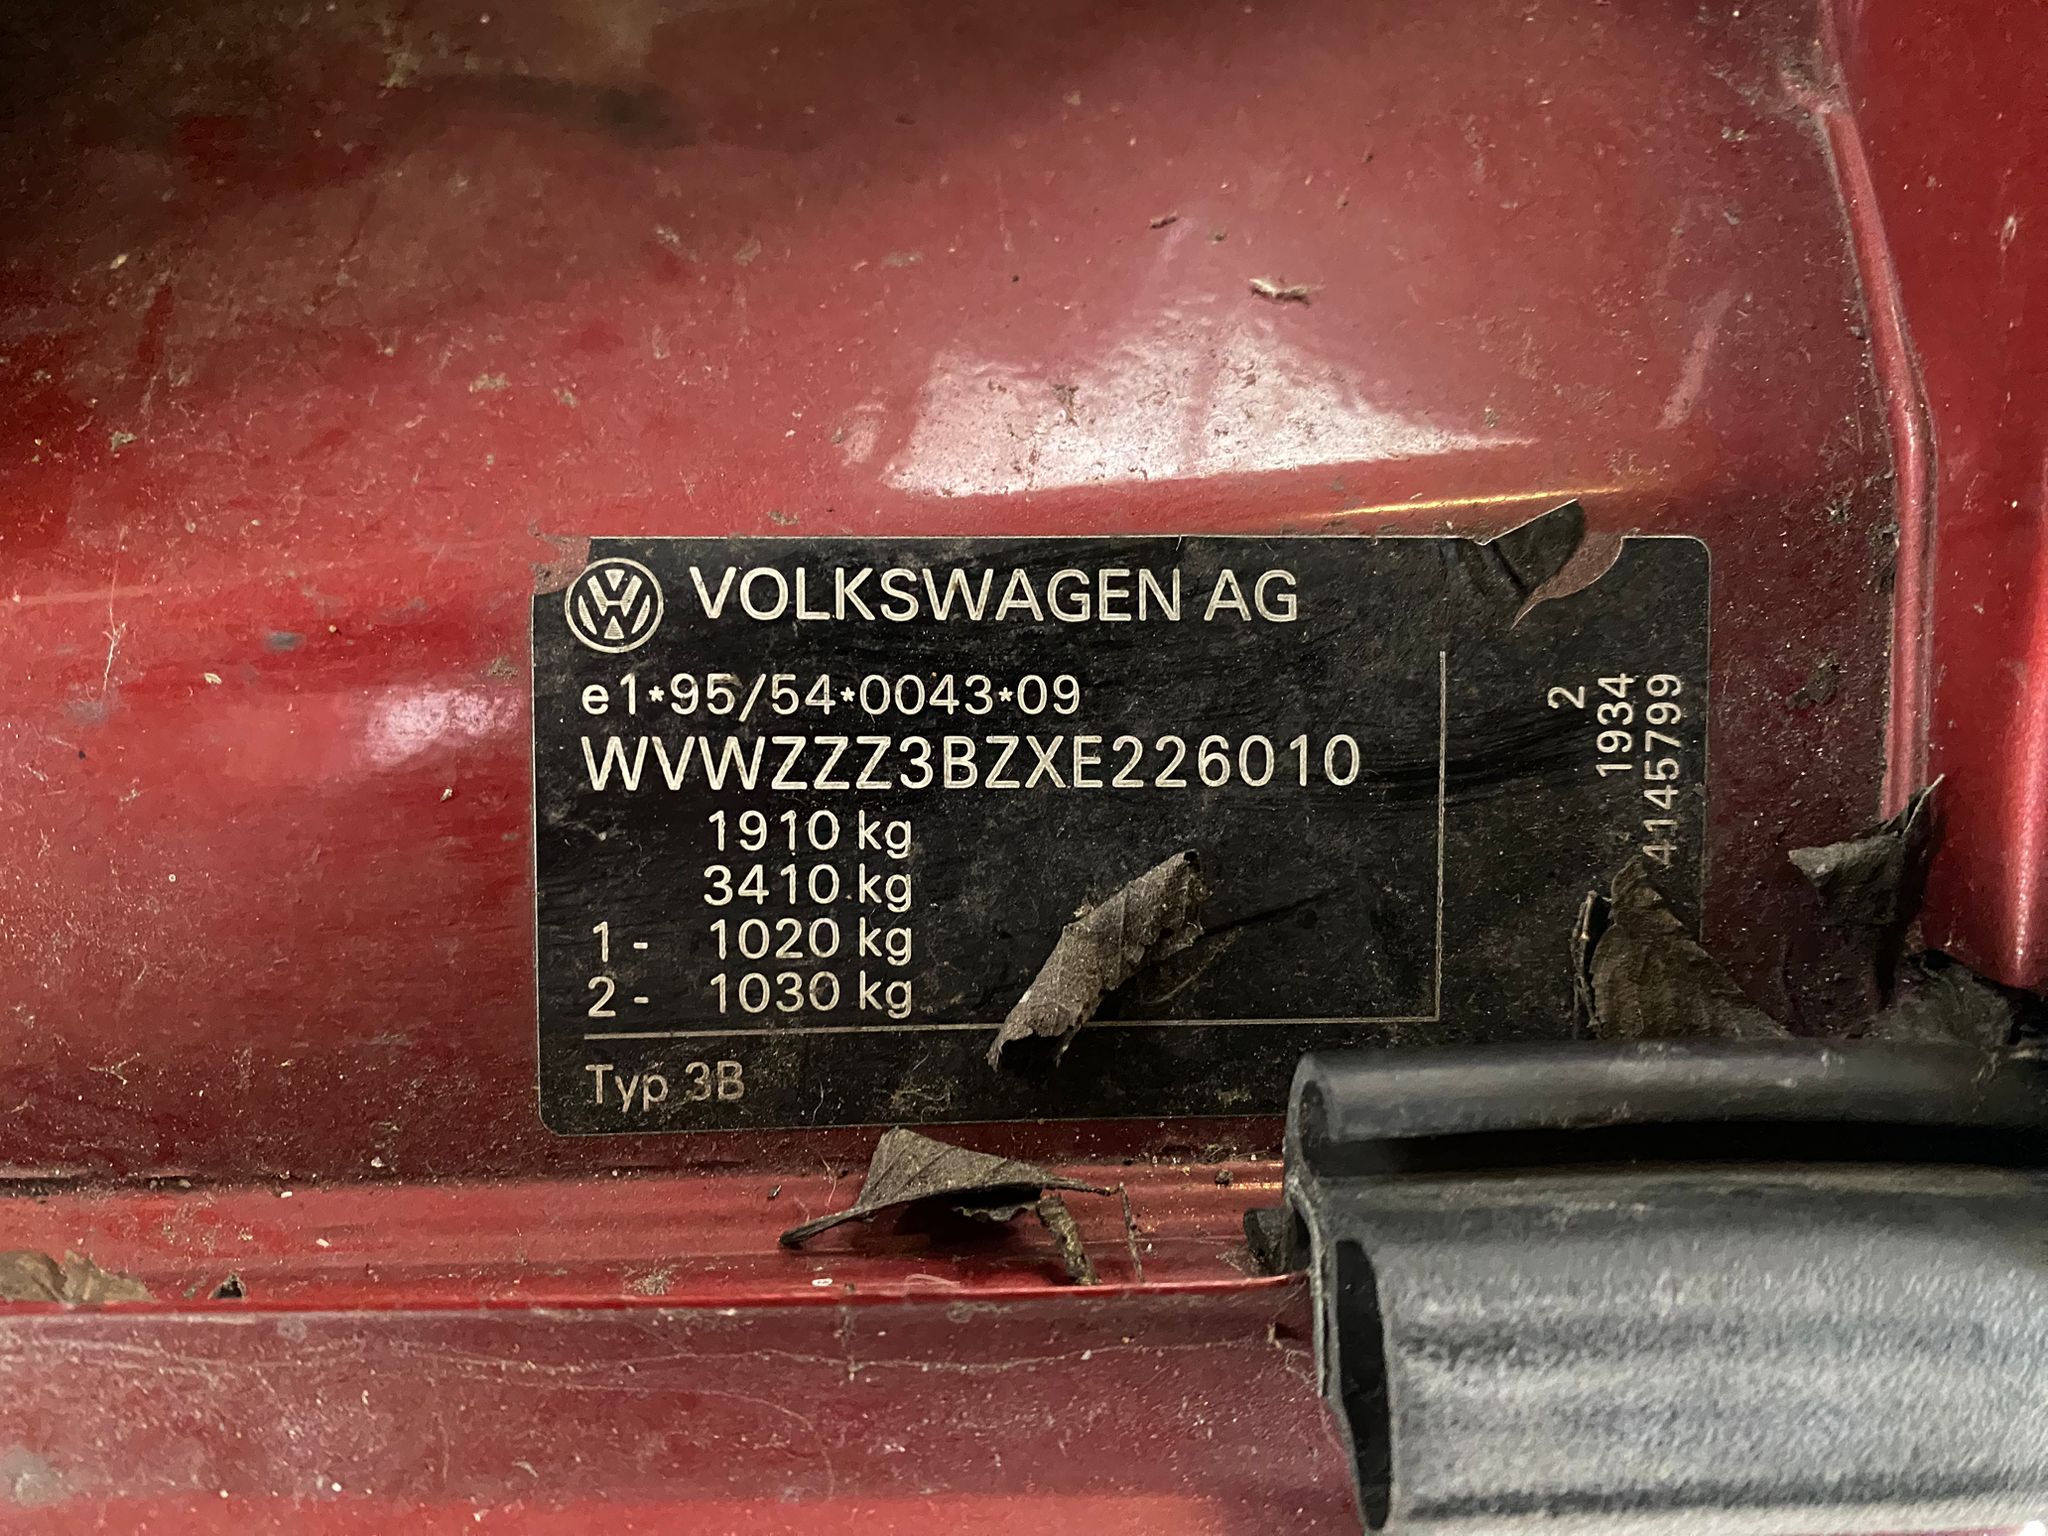 VOLKSWAGEN AG
e1*95/54*0043*09
WVWZZZ3BZXE226010
1910 kg
3410 kg
1- 1020 kg
2- 1030 kg
Typ 3B
2
1934
4145799